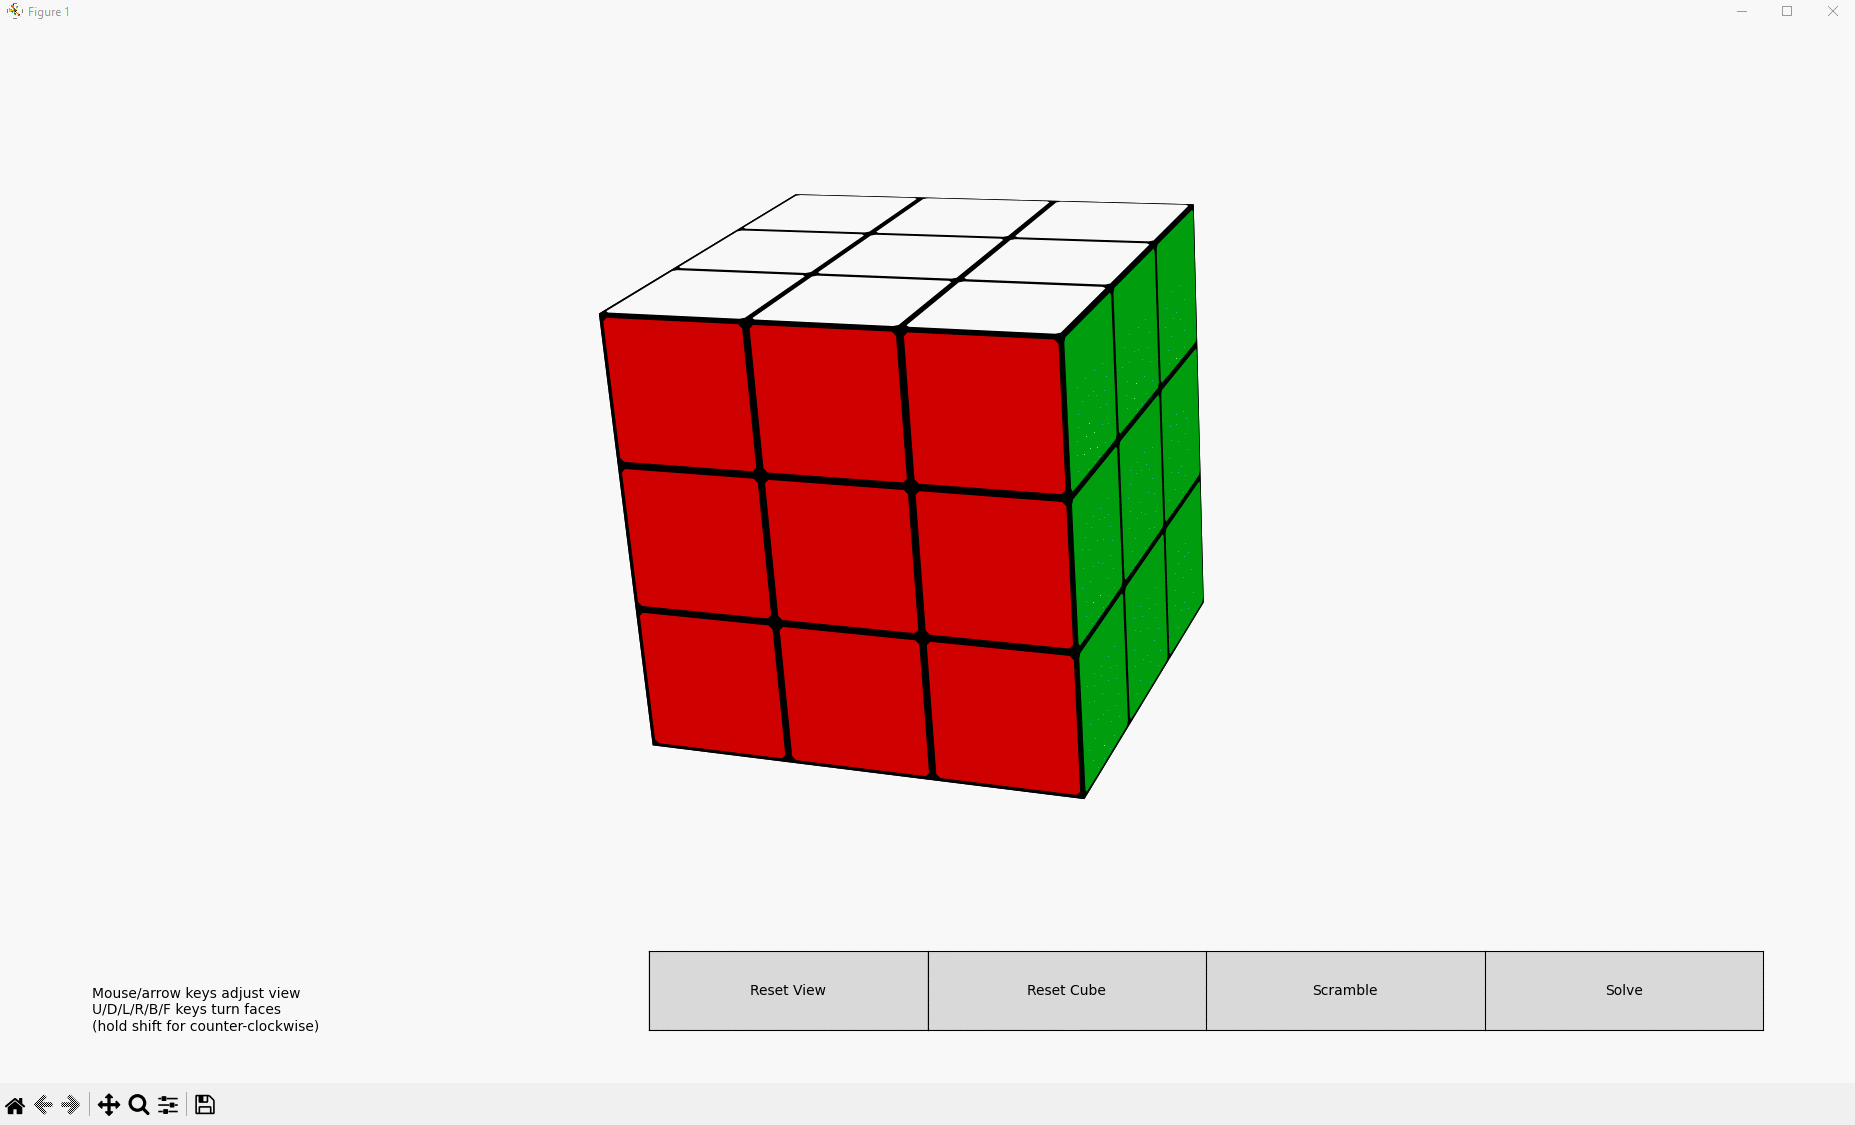 Figure 1
Mouse/arrow keys adjust view
U/D/L/R/B/F keys turn faces
(hold shift for counter-clockwise)
Reset View
Reset Cube
Scramble
Solve